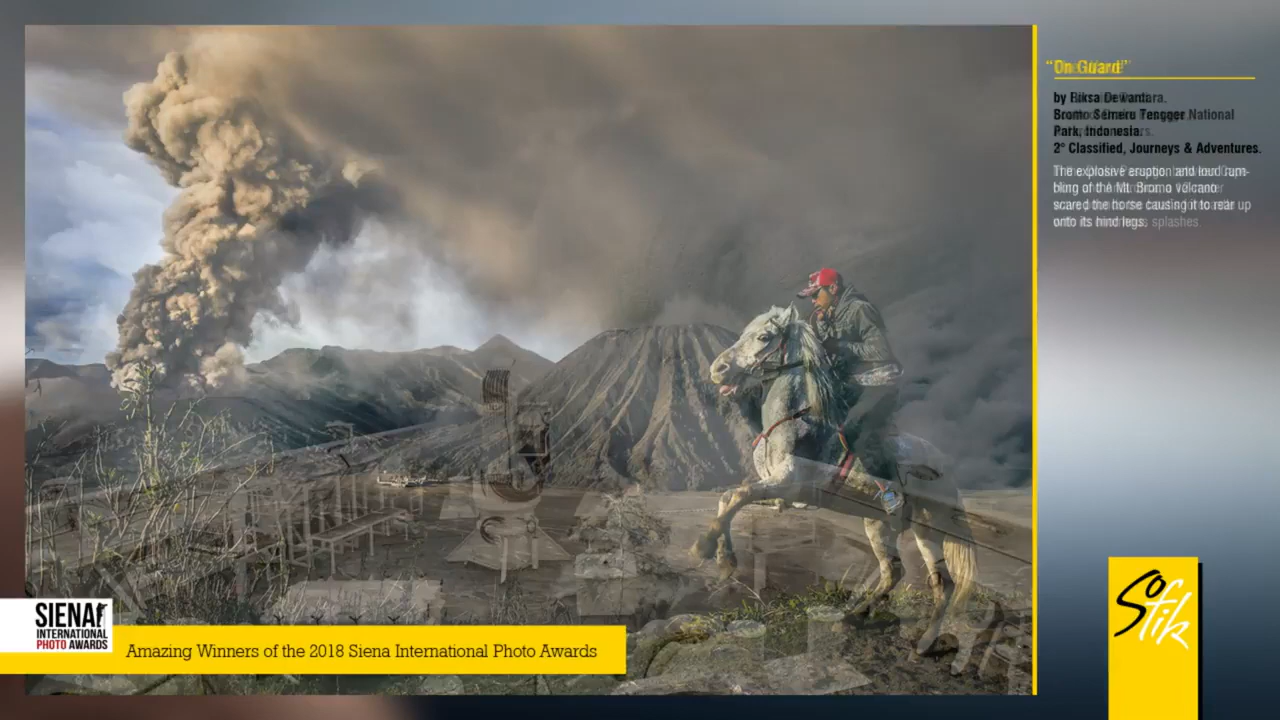 "On Guard"
by Riksa Dewantara.
Bromo Semeru Tengger National
Park, Indonesia.
2° Classified, Journeys & Adventures.
The explosive eruption and loud rum-
bling of the Mt. Bromo volcano
scared the horse causing it to rear up
onto its hind legs.
splashes.
SIENA
INTERNATIONAL
PHOTO AWARDS
Amazing Winners of the 2018 Siena International Photo Awards
Softik